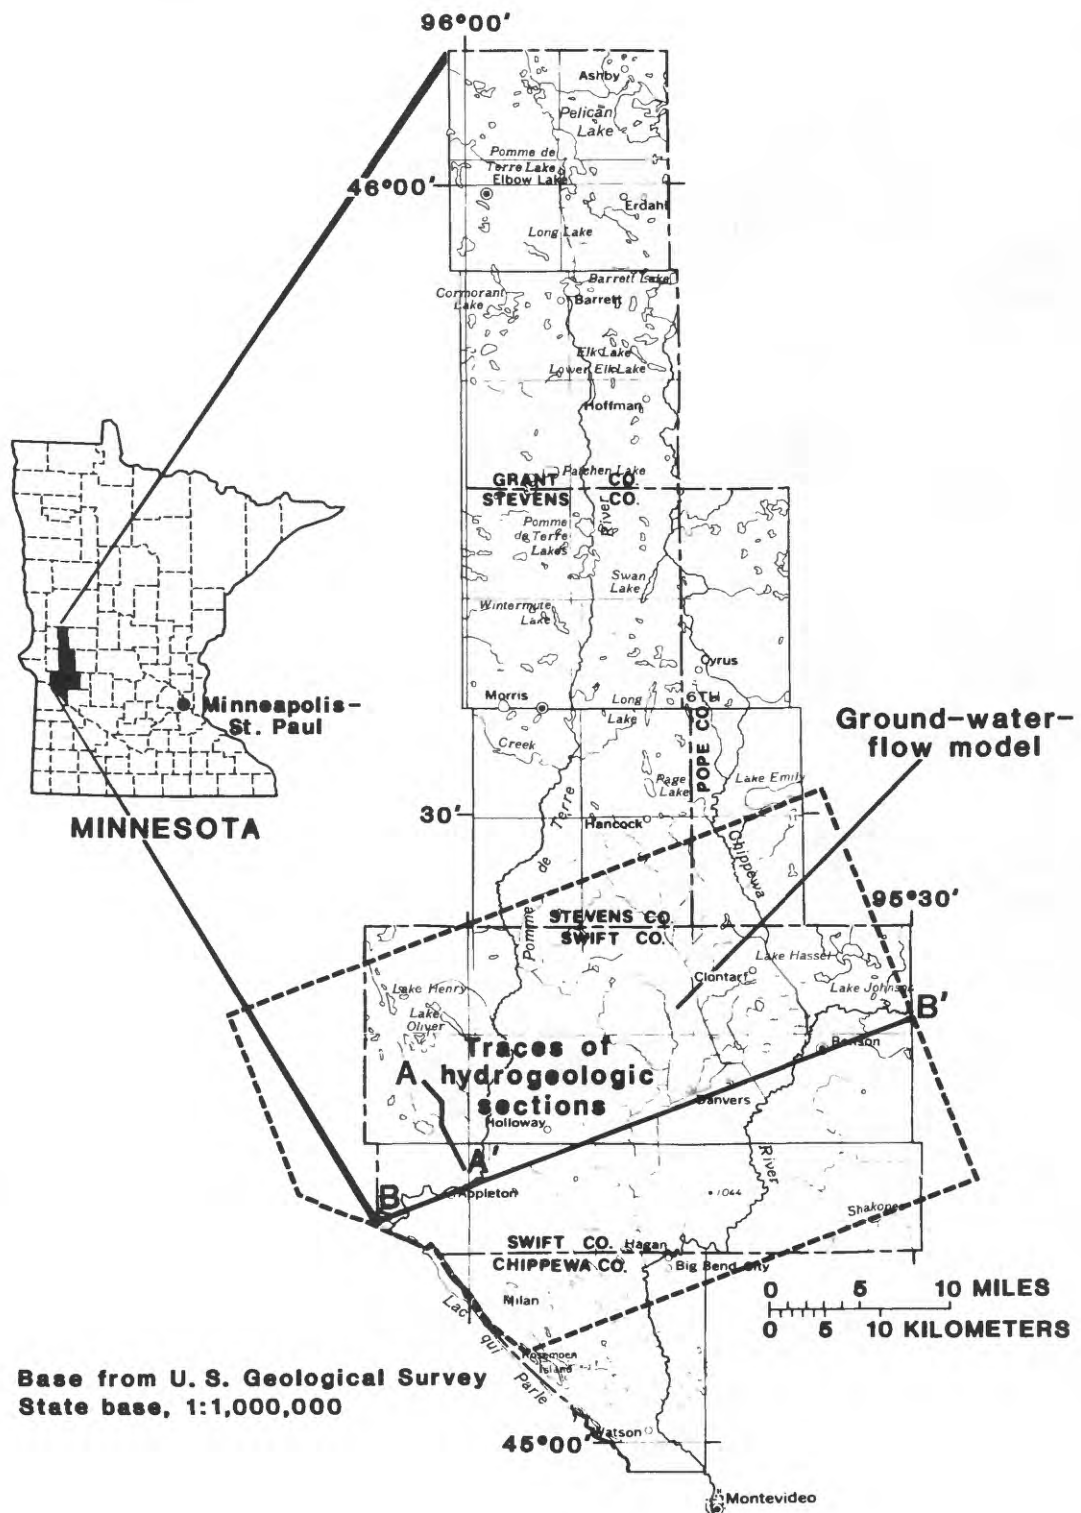 96°00'
Ashby
Pelican
Lake
Pomme de
Terre Lake
46°00'
Elbow Lake
Erdahl
Long Lake
Barrett Lake
Cormorant
Lake
Barrett
Elk Lake
Lower Elk Lake
Hoffman
Patchen Lake
GRANT CO.
STEVENS CO.
River
Pomme
de Terre
Lakes
Swan
Lake
Wintermute
Lake
Cyrus
Morris
Long
Lake
6TH
POPE CO.
Creek
Minneapolis-
St. Paul
MINNESOTA
Ground-water-
flow model
Page
Lake
Lake Emily
30'
Hancock
Pomme de Terre
Chippewa
95°30'
STEVENS CO.
SWIFT CO.
Lake Hassel
Clontarf
Lake Henry
Lake Johnson
Lake
Oliver
B'
Benson
Traces of
hydrogeologic
sections
A
Danvers
Holloway
A'
River
B
Appleton
1044
Shakope
SWIFT CO.
Hagan
CHIPPEWA CO.
Big Bend City
0 5 10 MILES
0 5 10 KILOMETERS
Milan
Lac qui Parle
Rosemoen
Island
Base from U. S. Geological Survey
State base, 1:1,000,000
Watson
45°00'
Montevideo